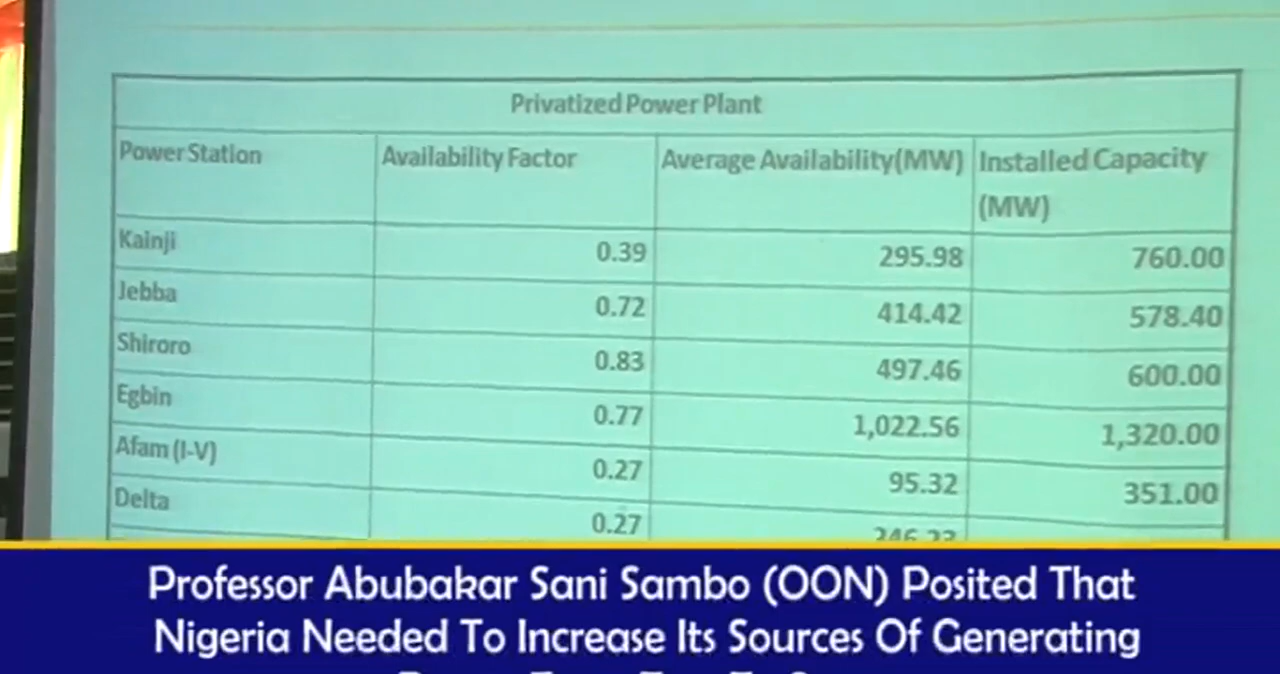 Privatized Power Plant
Power Station Availability Factor Average Availability(MW) Installed Capacity
(MW)
Kainji 0.39 295.98 760.00
Jebba 0.72 414.42 578.40
Shiroro 0.83 497.46 600.00
Egbin 0.77 1,022.56 1,320.00
Afam (I-V) 0.27 95.32 351.00
Delta 0.27
Professor Abubakar Sani Sambo (OON) Posited That
Nigeria Needed To Increase Its Sources Of Generating